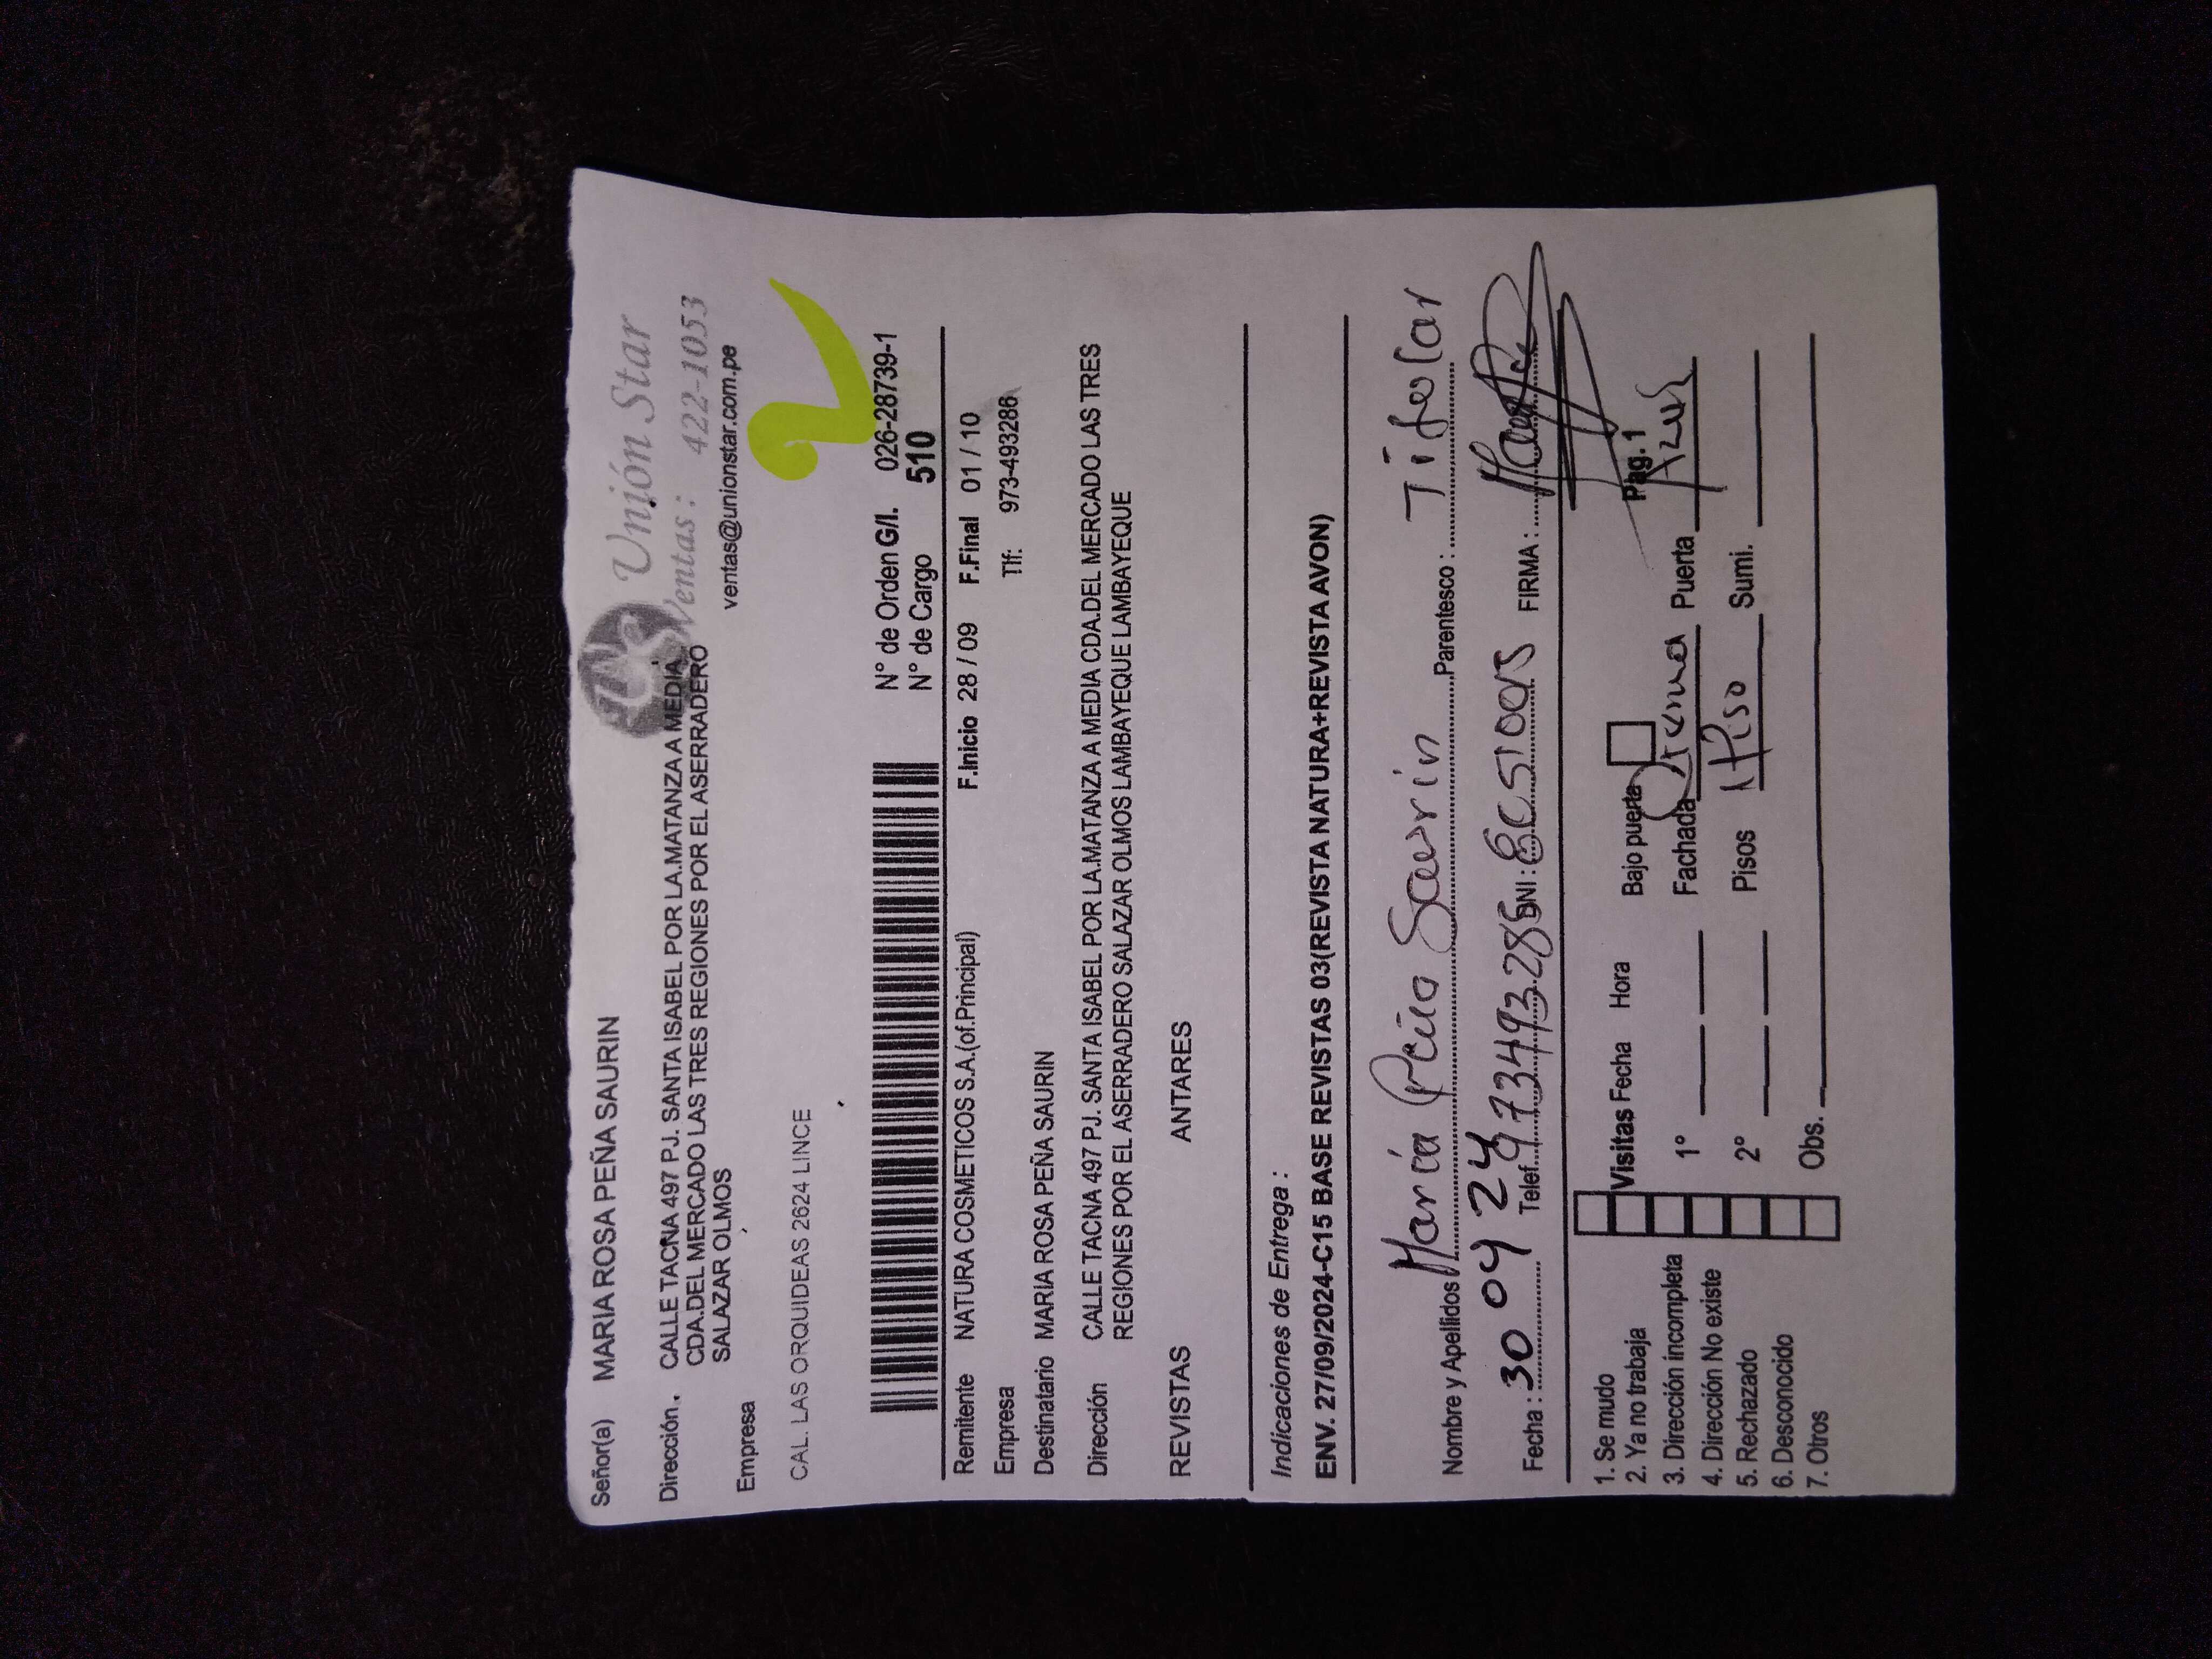 Señor(a) MARIA ROSA PEÑA SAURIN
Unión Star
Ventas : 422-1053
ventas@unionstar.com.pe
Dirección. CALLE TACNA 497 P.J. SANTA ISABEL POR LA.MATANZA A MEDIA
CDA.DEL MERCADO LAS TRES REGIONES POR EL ASERRADERO
SALAZAR OLMOS
Empresa
CAL. LAS ORQUIDEAS 2624 LINCE
2
N° de Orden G/I. 026-287739-1
N° de Cargo 510
Remitente NATURA COSMETICOS S.A.(of.Principal) F.Inicio 28 / 09 F.Final 01 / 10
Empresa Tlf: 973-493286
Destinatario MARIA ROSA PEÑA SAURIN
Dirección CALLE TACNA 497 P.J. SANTA ISABEL POR LA.MATANZA A MEDIA CDA.DEL MERCADO LAS TRES
REGIONES POR EL ASERRADERO SALAZAR OLMOS LAMBAYEQUE LAMBAYEQUE LAMBAYEQUE
REVISTAS ANTARES
Indicaciones de Entrega :
ENV. 27/09/2024-C15 BASE REVISTAS 03(REVISTA NATURA+REVISTA AVON)
Nombre y Apellidos María Peña Saurin Parentesco : Titular
Fecha : 30 09 24 Telef. 973493286 DNI : FIRMA :
Pag.1
1. Se mudo
2. Ya no trabaja
3. Dirección incompleta
4. Dirección No existe
5. Rechazado
6. Desconocido
7. Otros
Visitas Fecha Hora Bajo puerta
1° Fachada Crema Puerta Azul
2° Pisos 1 Piso Sumi.
Obs.